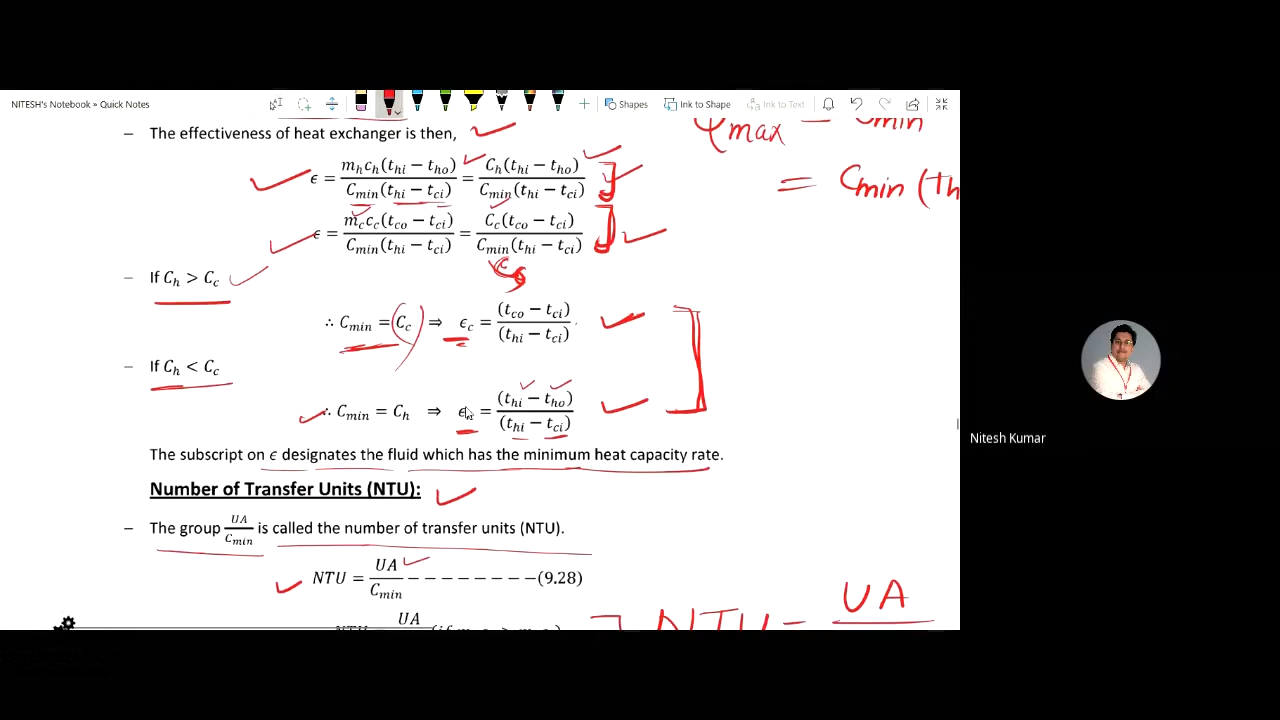 NITESH's Notebook » Quick Notes
Shapes
Ink to Shape
Ink to Text
– The effectiveness of heat exchanger is then,
ϵ = m_h c_h (t_hi − t_ho) / C_min (t_hi − t_ci) = C_h (t_hi − t_ho) / C_min (t_hi − t_ci)
ϵ = m_c c_c (t_co − t_ci) / C_min (t_hi − t_ci) = C_c (t_co − t_ci) / C_min (t_hi − t_ci)
– If C_h > C_c
∴ C_min = C_c ⇒ ϵ_c = (t_co − t_ci) / (t_hi − t_ci)
– If C_h < C_c
∴ C_min = C_h ⇒ ϵ_h = (t_hi − t_ho) / (t_hi − t_ci)
The subscript on ϵ designates the fluid which has the minimum heat capacity rate.
Number of Transfer Units (NTU):
– The group UA / C_min is called the number of transfer units (NTU).
NTU = UA / C_min − − − − − − − −(9.28)
UA
max = Cmin
= Cmin (th
NTU = UA
Nitesh Kumar